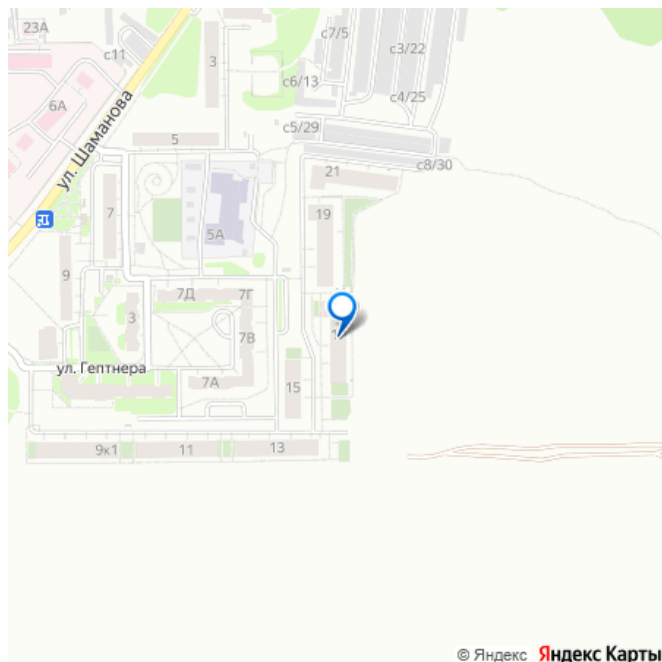 23А
с11
3
с7/5
с3/22
с6/13
с4/25
6А
ул. Шаманова
5
с5/29
с8/30
21
7
19
5А
9
7Д
7Г
3
7В
ул. Гептнера
7А
15
9к1
11
13
© Яндекс Яндекс Карты